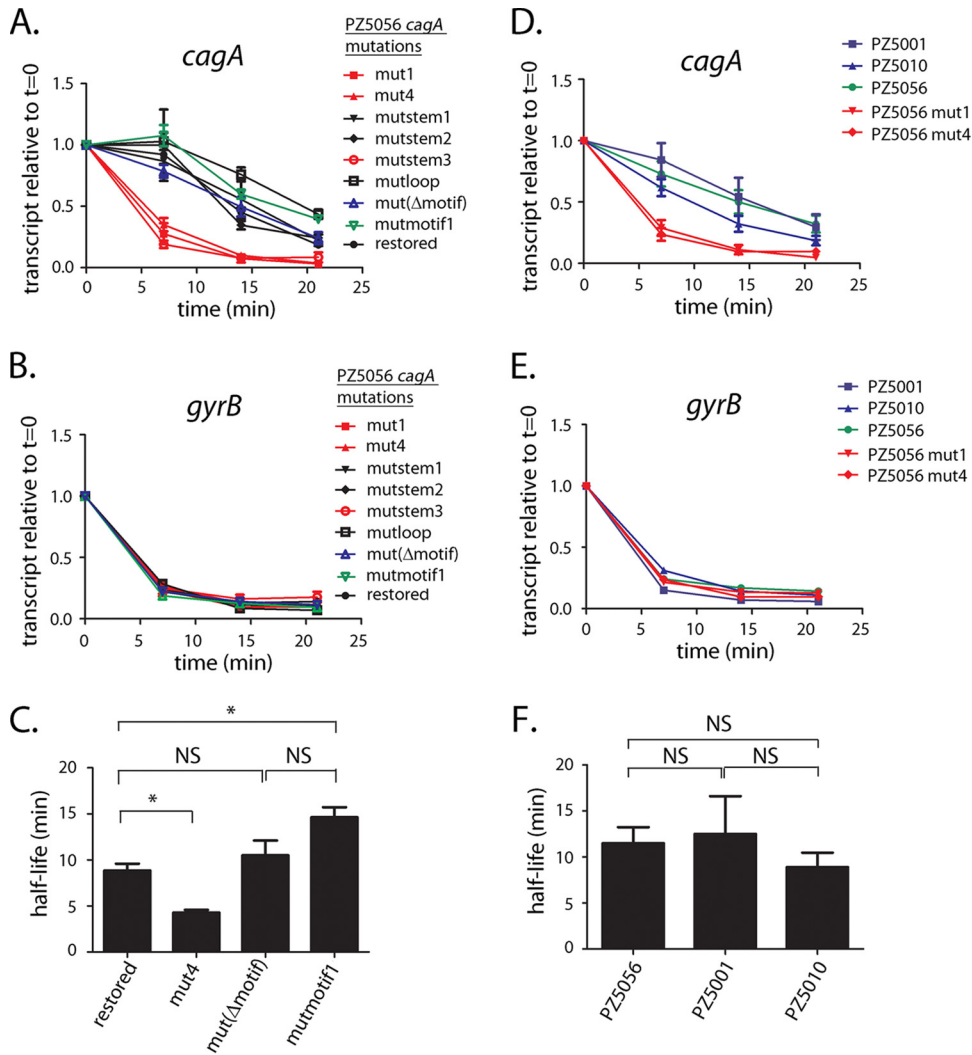 A.
cagA
transcript relative to t=0
1.5
1.0
0.5
0.0
0 5 10 15 20 25
time (min)
PZ5056 cagA
mutations
mut1
mut4
mutstem1
mutstem2
mutstem3
mutloop
mut(Δmotif)
mutmotif1
restored
D.
cagA
transcript relative to t=0
1.5
1.0
0.5
0.0
0 5 10 15 20 25
time (min)
PZ5001
PZ5010
PZ5056
PZ5056 mut1
PZ5056 mut4
B.
gyrB
transcript relative to t=0
1.5
1.0
0.5
0.0
0 5 10 15 20 25
time (min)
PZ5056 cagA
mutations
mut1
mut4
mutstem1
mutstem2
mutstem3
mutloop
mut(Δmotif)
mutmotif1
restored
E.
gyrB
transcript relative to t=0
1.5
1.0
0.5
0.0
0 5 10 15 20 25
time (min)
PZ5001
PZ5010
PZ5056
PZ5056 mut1
PZ5056 mut4
C.
*
NS NS
*
half-life (min)
20
15
10
5
0
restored
mut4
mut(Δmotif)
mutmotif1
F.
NS
NS NS
half-life (min)
20
15
10
5
0
PZ5056
PZ5001
PZ5010